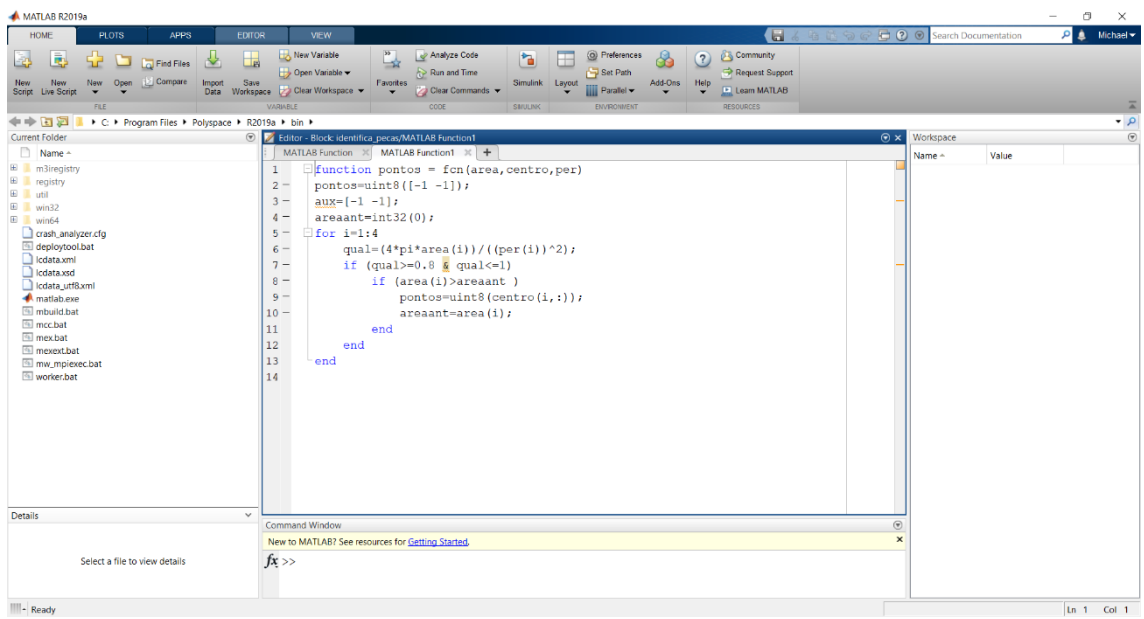 MATLAB R2019a
HOME PLOTS APPS EDITOR VIEW Search Documentation Michael
New Script
New Live Script
New
Open
Find Files
Compare
Import Data
Save Workspace
New Variable
Open Variable
Clear Workspace
Favorites
Analyze Code
Run and Time
Clear Commands
Simulink
Layout
Preferences
Set Path
Parallel
Add-Ons
Help
Community
Request Support
Learn MATLAB
FILE VARIABLE CODE SIMULINK ENVIRONMENT RESOURCES
C: Program Files Polyspace R2019a bin
Current Folder
Name
m3iregistry
registry
util
win32
win64
crash_analyzer.cfg
deploytool.bat
lcdata.xml
lcdata.xsd
lcdata_utf8.xml
matlab.exe
mbuild.bat
mcc.bat
mex.bat
mexext.bat
mw_mpiexec.bat
worker.bat
Details
Select a file to view details
Editor - Block: identifica_pecas/MATLAB Function1
MATLAB Function MATLAB Function1
1 function pontos = fcn(area,centro,per)
2 pontos=uint8([-1 -1]);
3 aux=[-1 -1];
4 areaant=int32(0);
5 for i=1:4
6 qual=(4*pi*area(i))/((per(i))^2);
7 if (qual>=0.8 & qual<=1)
8 if (area(i)>areaant )
9 pontos=uint8(centro(i,:));
10 areaant=area(i);
11 end
12 end
13 end
14
Command Window
New to MATLAB? See resources for Getting Started.
fx >>
Workspace
Name Value
Ready
Ln 1 Col 1